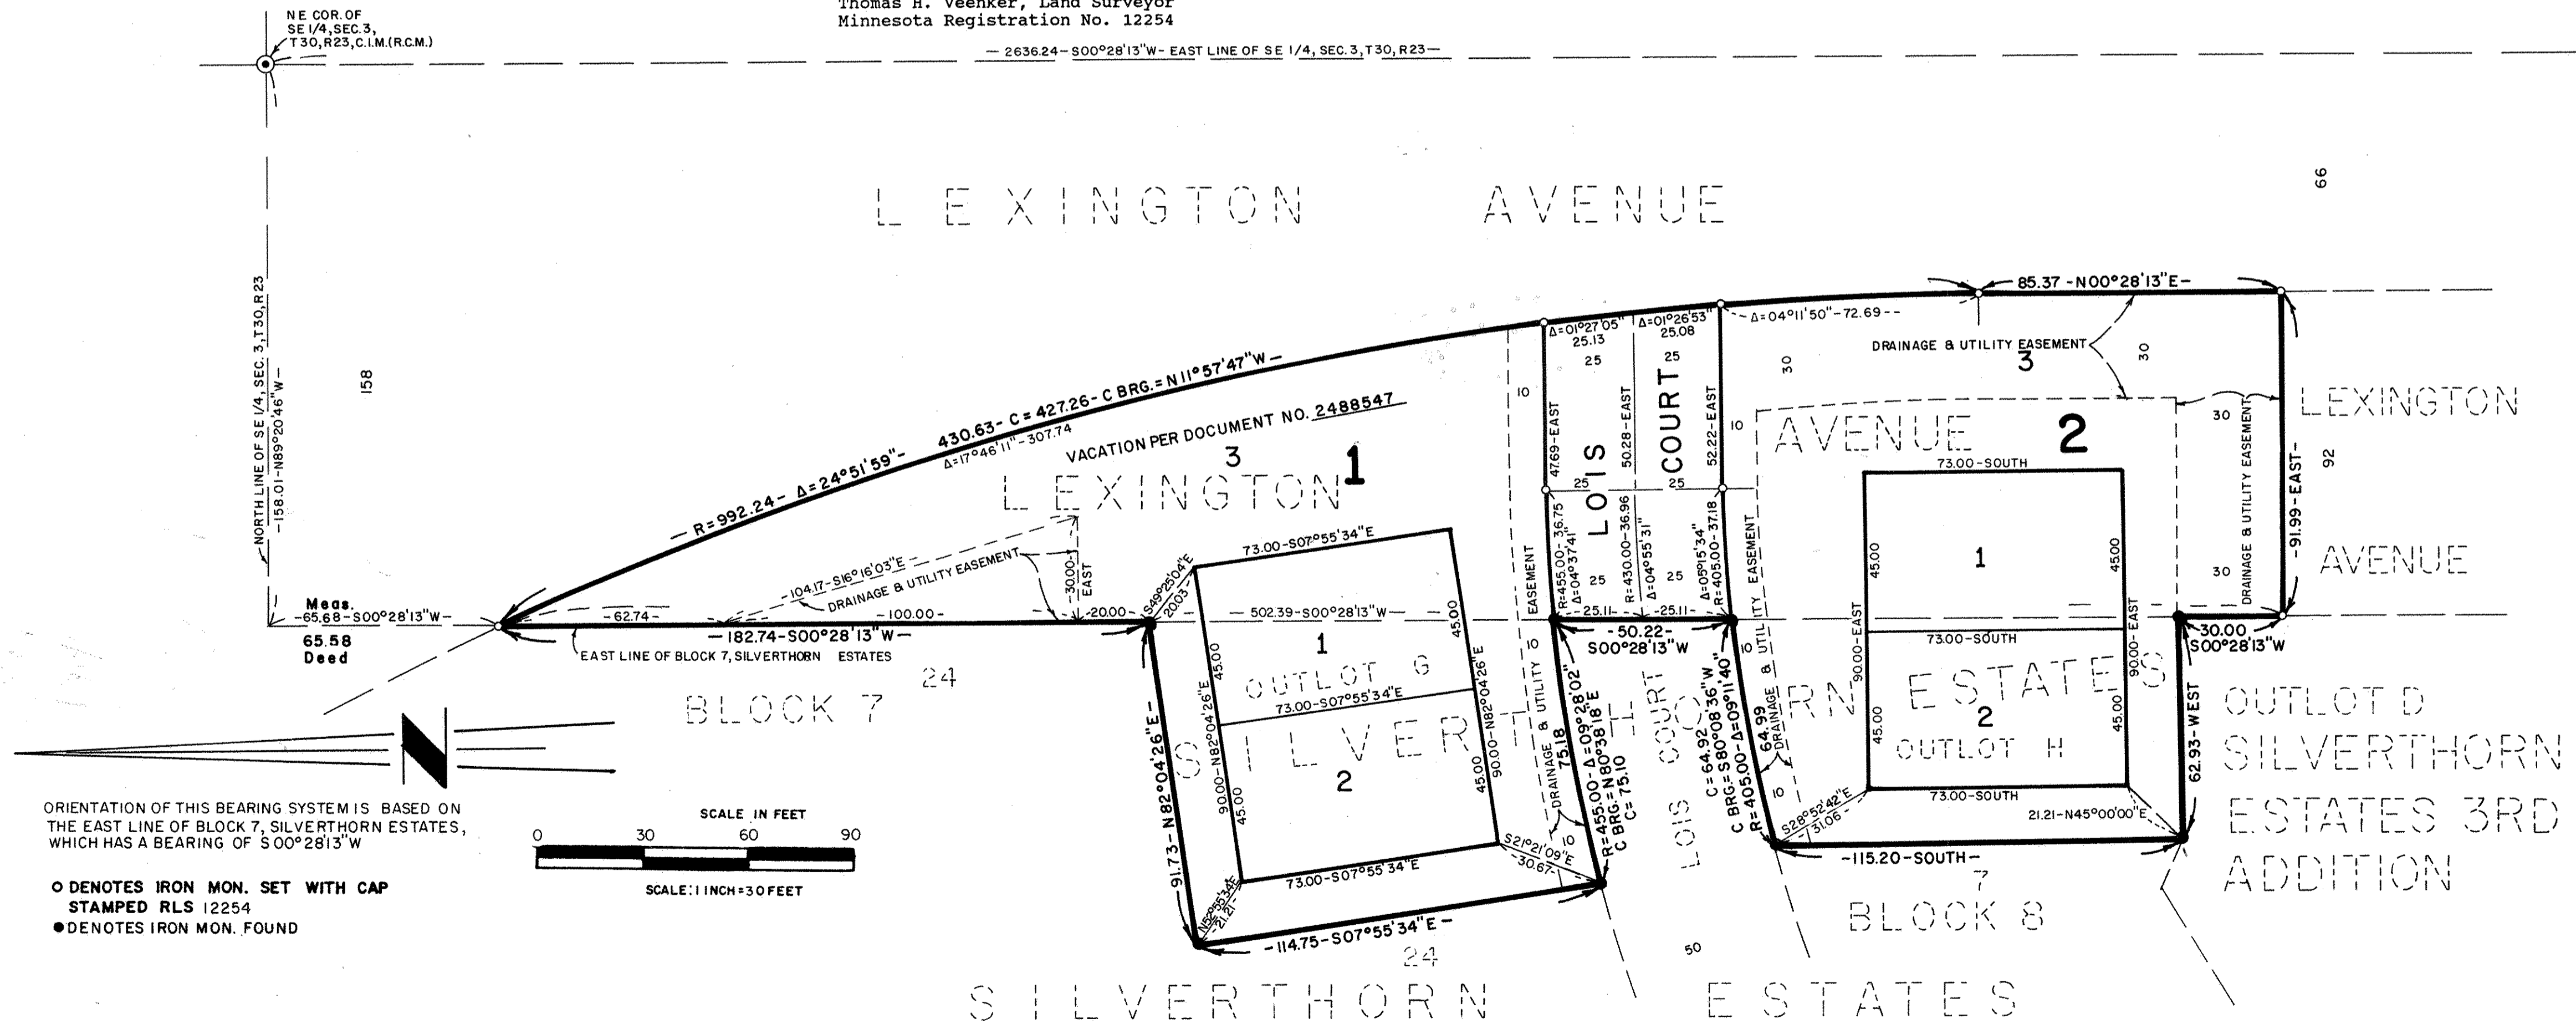 Thomas H. Veenker, Land Surveyor
Minnesota Registration No. 12254
N E COR. OF
SE 1/4, SEC. 3,
T30, R23, C.I.M. (R.C.M.)
— 2636.24 — S00°28'13"W - EAST LINE OF S E 1/4, SEC. 3, T30, R23 —
LEXINGTON AVENUE
66
NORTH LINE OF SE 1/4, SEC. 3, T30, R23
-158.01-N89°20'46"W-
158
Meas.
-65.68-S00°28'13"W-
65.58
Deed
— R=992.24 - Δ=24°51'59"- 430.63- C=427.26- C BRG.= N11°57'47"W —
Δ=17°46'11"-307.74
VACATION PER DOCUMENT NO. 2488547
3
1
LEXINGTON
-104.17-S16°16'03"E-
DRAINAGE & UTILITY EASEMENT
-30.00-
EAST
-62.74-
-100.00-
-20.00-
-182.74-S00°28'13"W-
EAST LINE OF BLOCK 7, SILVERTHORN ESTATES
S49°25'04"E
20.03
73.00-S07°55'34"E
502.39-S00°28'13"W
45.00
45.00
1
OUTLOT G
73.00-S07°55'34"E
90.00-N82°04'26"E
90.00-N82°04'26"E
45.00
45.00
2
73.00-S07°55'34"E
-91.73-N82°04'26"E-
N52°55'34"E
-21.21-
-114.75-S07°55'34"E-
S21°21'09"E
-30.67-
24
BLOCK 7
24
10
EASEMENT
DRAINAGE & UTILITY
10
DRAINAGE &
10
Δ=01°27'05"
25.13
Δ=01°26'53"
25.08
25
25
47.69-EAST
50.28-EAST
52.22-EAST
LOIS COURT
25
25
R=455.00-36.75
Δ=04°37'41"
R=430.00-36.96
Δ=04°55'31"
R=405.00-37.18
Δ=05°15'34"
25
25
-25.11-
-25.11-
-50.22-
S00°28'13"W
75.18
R=455.00-Δ=09°28'02"
C BRG.=N80°38'18"E
C=75.10
LOIS COURT
C=64.92
C BRG.=S80°08'36"W
R=405.00-Δ=09°11'40"
64.99
50
Δ=04°11'50"-72.69
85.37-N00°28'13"E-
DRAINAGE & UTILITY EASEMENT
3
30
30
10
AVENUE
2
73.00-SOUTH
45.00
45.00
1
90.00-EAST
90.00-EAST
73.00-SOUTH
ESTATES
2
OUTLOT H
45.00
45.00
73.00-SOUTH
DRAINAGE & UTILITY EASEMENT
10
10
S28°52'42"E
31.06
21.21-N45°00'00"E
-115.20-SOUTH-
7
BLOCK 8
30
30
DRAINAGE & UTILITY EASEMENT
-91.99-EAST-
LEXINGTON
92
AVENUE
30.00
S00°28'13"W
62.93-WEST
OUTLOT D
SILVERTHORN
ESTATES 3RD
ADDITION
SILVERTHORN
SILVERTHORN ESTATES
N
ORIENTATION OF THIS BEARING SYSTEM IS BASED ON
THE EAST LINE OF BLOCK 7, SILVERTHORN ESTATES,
WHICH HAS A BEARING OF S00°28'13"W
O DENOTES IRON MON. SET WITH CAP
STAMPED RLS 12254
● DENOTES IRON MON. FOUND
SCALE IN FEET
0 30 60 90
SCALE: 1 INCH=30 FEET